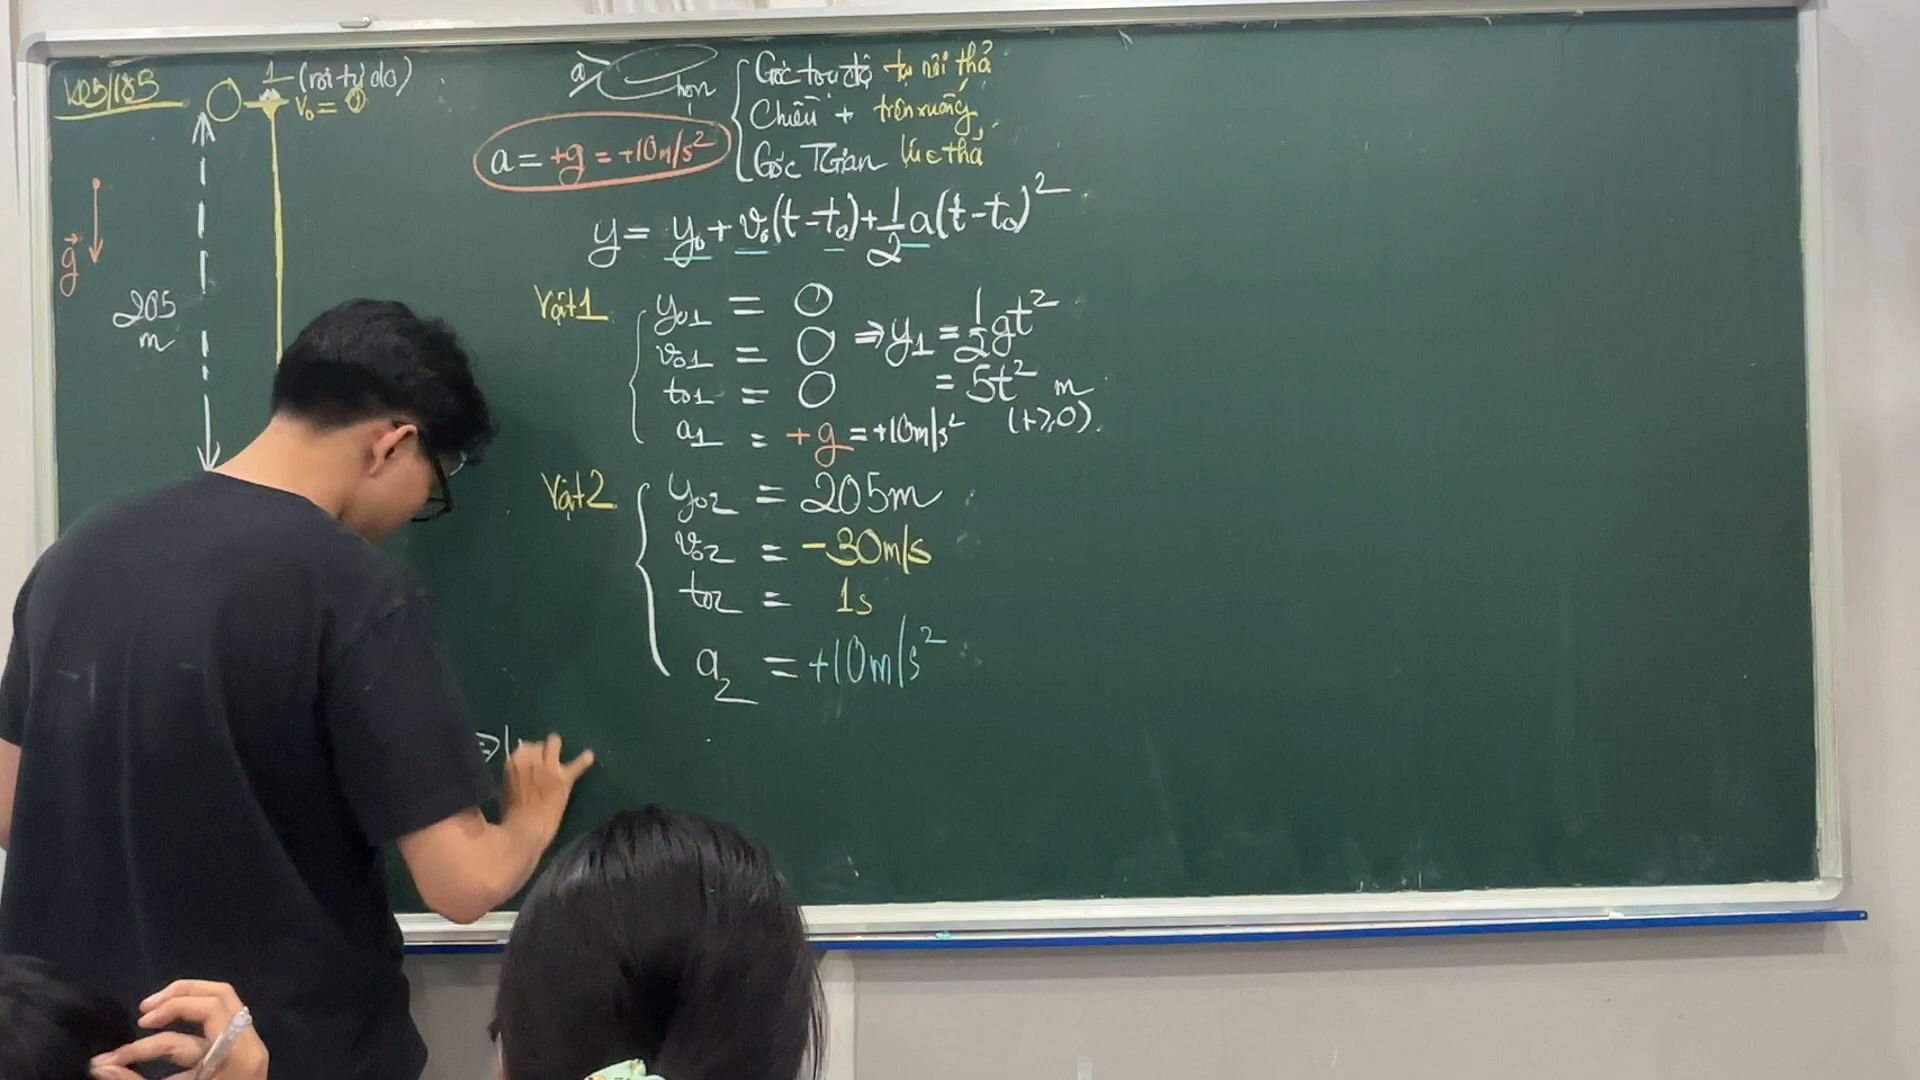 VD5/185
1 (rơi tự do)
v₀ = 0
g⃗
205
m
a)
chọn
Gốc toạ độ tại nơi thả
Chiều + trên xuống
Gốc TGian lúc thả
a = +g = +10m/s²
y = y₀ + v₀(t-t₀) + 1/2 a(t-t₀)²
Vật 1
y₀₁ = 0
v₀₁ = 0
t₀₁ = 0
a₁ = +g = +10m/s²
⇒ y₁ = 1/2 gt²
= 5t² m
(t≥0).
Vật 2
y₀₂ = 205m
v₀₂ = -30m/s
t₀₂ = 1s
a₂ = +10m/s²
⇒